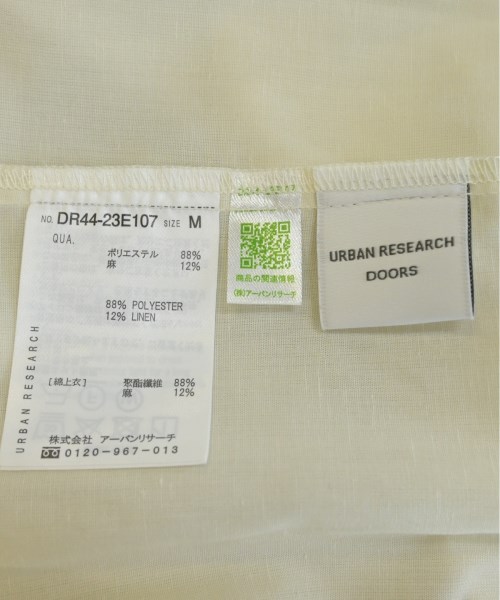 NO. DR44-23E107 SIZE M
QUA.
ポリエステル 88%
麻 12%
88% POLYESTER
12% LINEN
[綿上衣] 聚酯纖維 88%
麻 12%
株式会社 アーバンリサーチ
0120-967-013
URBAN RESEARCH
商品の関連情報
(株)アーバンリサーチ
URBAN RESEARCH
DOORS